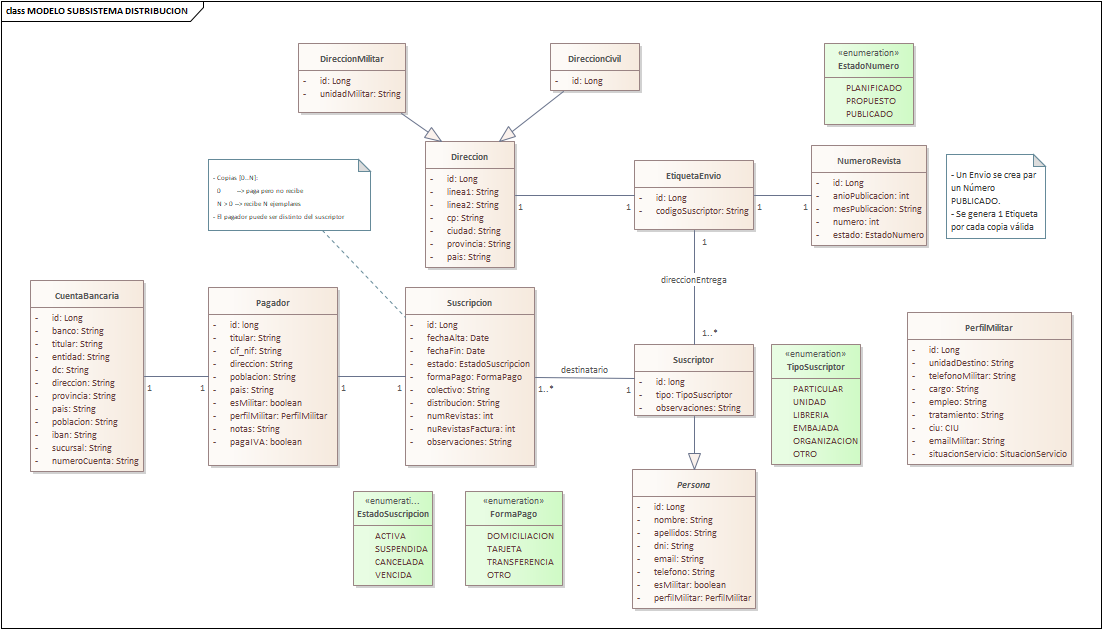 class MODELO SUBSISTEMA DISTRIBUCION
DireccionMilitar
- id: Long
- unidadMilitar: String
DireccionCivil
- id: Long
«enumeration»
EstadoNumero
PLANIFICADO
PROPUESTO
PUBLICADO
- Copias [0..N]:
0 --> paga pero no recibe
N > 0 --> recibe N ejemplares
- El pagador puede ser distinto del suscriptor
Direccion
- id: Long
- linea1: String
- linea2: String
- cp: String
- ciudad: String
- provincia: String
- pais: String
1
1
EtiquetaEnvio
- id: Long
- codigoSuscriptor: String
1
1
NumeroRevista
- id: Long
- anioPublicacion: int
- mesPublicacion: String
- numero: int
- estado: EstadoNumero
- Un Envio se crea par
un Número
PUBLICADO.
- Se genera 1 Etiqueta
por cada copia válida
1
direccionEntrega
1..*
CuentaBancaria
- id: Long
- banco: String
- titular: String
- entidad: String
- dc: String
- direccion: String
- provincia: String
- pais: String
- poblacion: String
- iban: String
- sucursal: String
- numeroCuenta: String
1
1
Pagador
- id: long
- titular: String
- cif_nif: String
- direccion: String
- poblacion: String
- pais: String
- esMilitar: boolean
- perfilMilitar: PerfilMilitar
- notas: String
- pagaIVA: boolean
1
1
Suscripcion
- id: Long
- fechaAlta: Date
- fechaFin: Date
- estado: EstadoSuscripcion
- formaPago: FormaPago
- colectivo: String
- distribucion: String
- numRevistas: int
- nuRevistasFactura: int
- observaciones: String
destinatario
1..*
1
Suscriptor
- id: long
- tipo: TipoSuscriptor
- observaciones: String
«enumeration»
TipoSuscriptor
PARTICULAR
UNIDAD
LIBRERIA
EMBAJADA
ORGANIZACION
OTRO
PerfilMilitar
- id: Long
- unidadDestino: String
- telefonoMilitar: String
- cargo: String
- empleo: String
- tratamiento: String
- ciu: CIU
- emailMilitar: String
- situacionServicio: SituacionServicio
«enumerati...
EstadoSuscripcion
ACTIVA
SUSPENDIDA
CANCELADA
VENCIDA
«enumeration»
FormaPago
DOMICILIACION
TARJETA
TRANSFERENCIA
OTRO
Persona
- id: Long
- nombre: String
- apellidos: String
- dni: String
- email: String
- telefono: String
- esMilitar: boolean
- perfilMilitar: PerfilMilitar